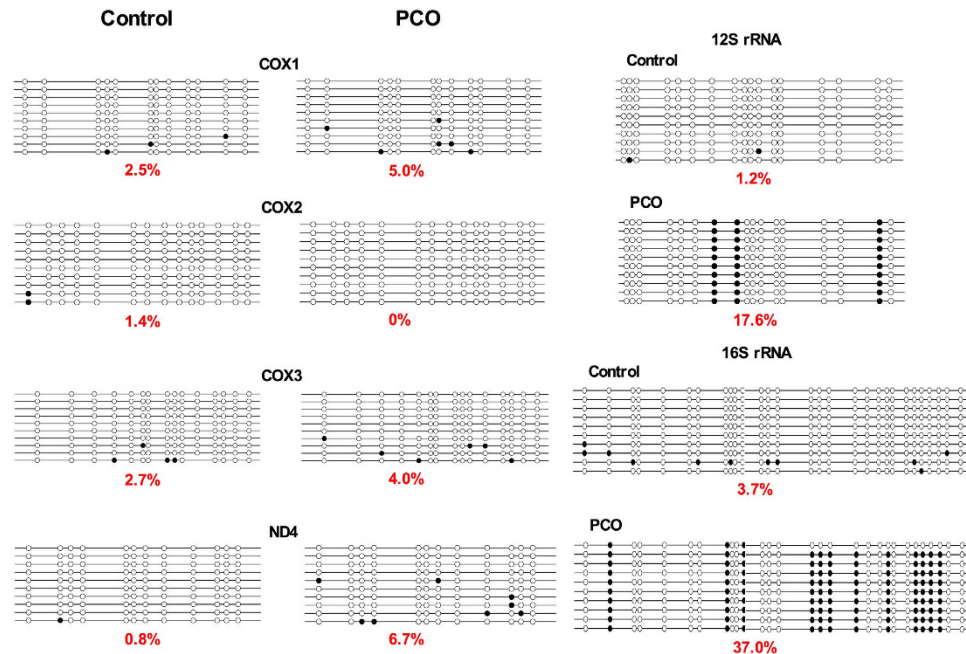 Control
PCO
COX1
2.5%
5.0%
COX2
1.4%
0%
COX3
2.7%
4.0%
ND4
0.8%
6.7%
12S rRNA
Control
1.2%
PCO
17.6%
16S rRNA
Control
3.7%
PCO
37.0%